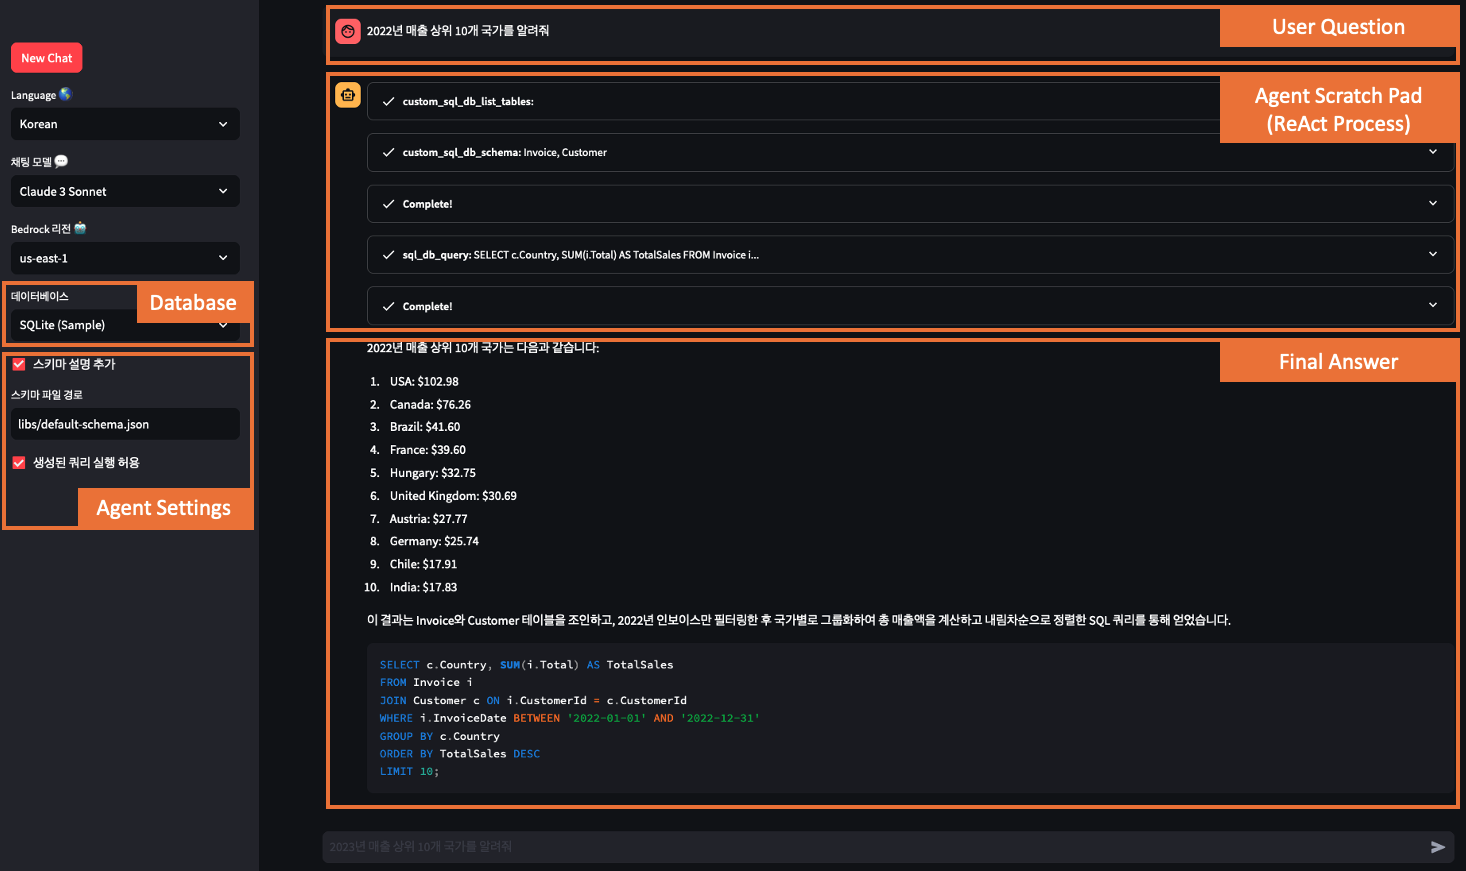 New Chat
Language
Korean
채팅 모델
Claude 3 Sonnet
Bedrock 리전
us-east-1
데이터베이스
Database
SQLite (Sample)
스키마 설명 추가
스키마 파일 경로
libs/default-schema.json
생성된 쿼리 실행 허용
Agent Settings
2022년 매출 상위 10개 국가를 알려줘
User Question
custom_sql_db_list_tables:
Agent Scratch Pad
(ReAct Process)
custom_sql_db_schema: Invoice, Customer
Complete!
sql_db_query: SELECT c.Country, SUM(i.Total) AS TotalSales FROM Invoice i...
Complete!
2022년 매출 상위 10개 국가는 다음과 같습니다:
Final Answer
1. USA: $102.98
2. Canada: $76.26
3. Brazil: $41.60
4. France: $39.60
5. Hungary: $32.75
6. United Kingdom: $30.69
7. Austria: $27.77
8. Germany: $25.74
9. Chile: $17.91
10. India: $17.83
이 결과는 Invoice와 Customer 테이블을 조인하고, 2022년 인보이스만 필터링한 후 국가별로 그룹화하여 총 매출액을 계산하고 내림차순으로 정렬한 SQL 쿼리를 통해 얻었습니다.
SELECT c.Country, SUM(i.Total) AS TotalSales
FROM Invoice i
JOIN Customer c ON i.CustomerId = c.CustomerId
WHERE i.InvoiceDate BETWEEN '2022-01-01' AND '2022-12-31'
GROUP BY c.Country
ORDER BY TotalSales DESC
LIMIT 10;
2023년 매출 상위 10개 국가를 알려줘